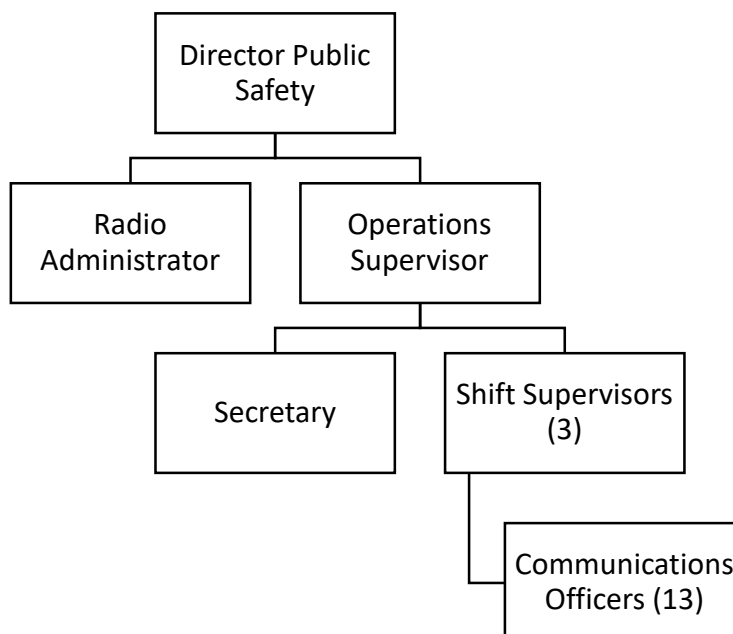 Director Public
Safety
Radio
Administrator
Operations
Supervisor
Secretary
Shift Supervisors
(3)
Communications
Officers (13)